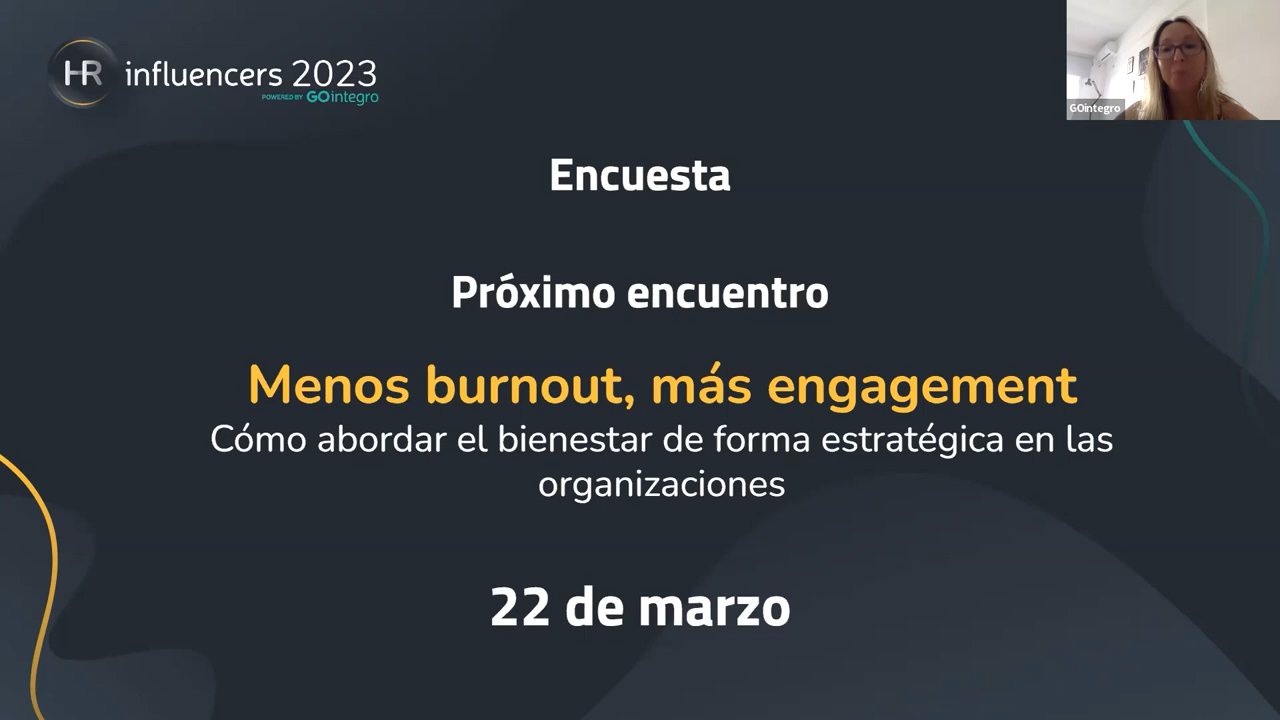 HR influencers 2023
POWERED BY GOintegro
GOintegro
Encuesta
Próximo encuentro
Menos burnout, más engagement
Cómo abordar el bienestar de forma estratégica en las
organizaciones
22 de marzo